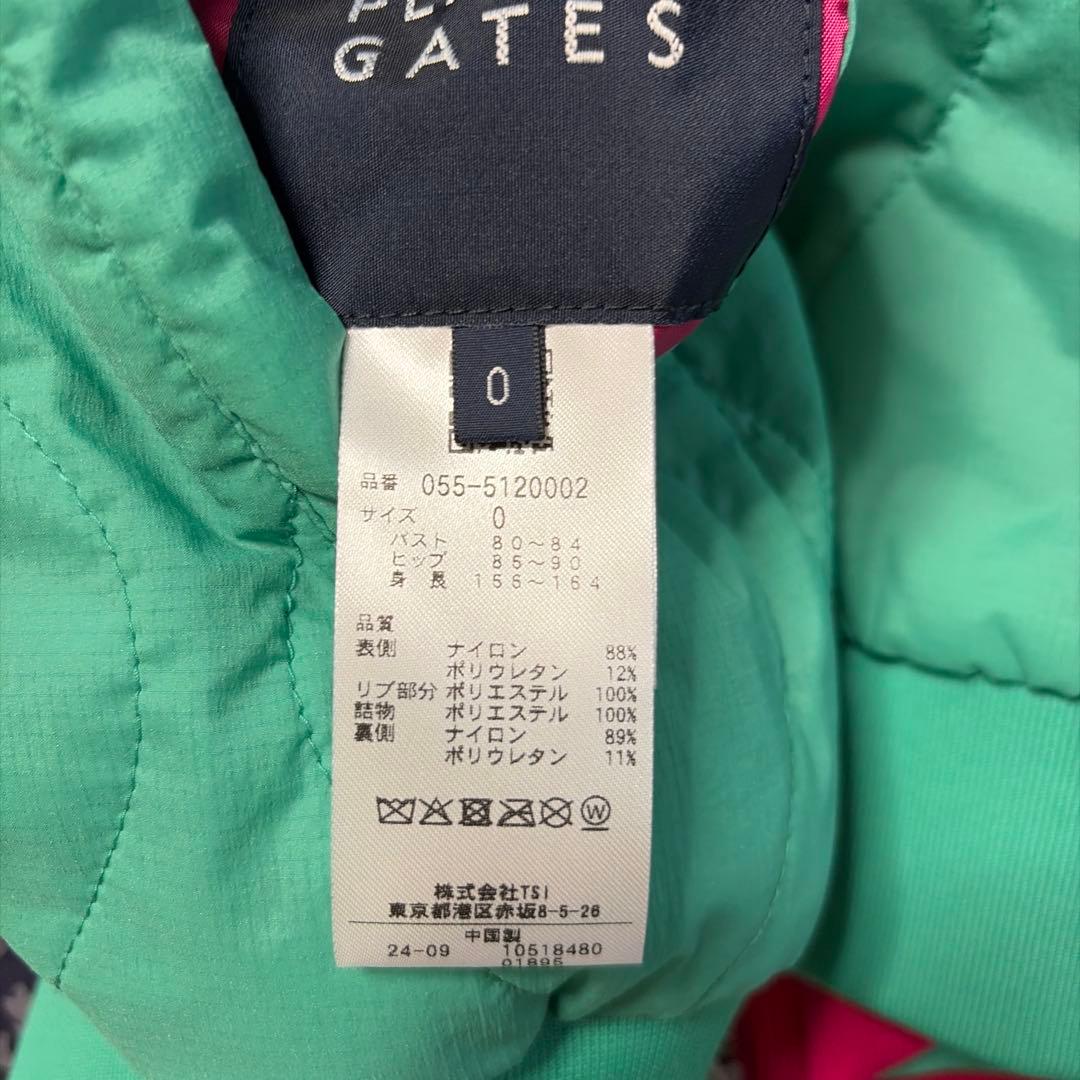 GATES
0
品番 055-5120002
サイズ 0
バスト 80~84
ヒップ 85~90
身長 156~164
品質
表側 ナイロン 88%
ポリウレタン 12%
リブ部分 ポリエステル 100%
詰物 ポリエステル 100%
裏側 ナイロン 89%
ポリウレタン 11%
W
株式会社TSI
東京都港区赤坂8-5-26
中国製
24-09 10518480
01895